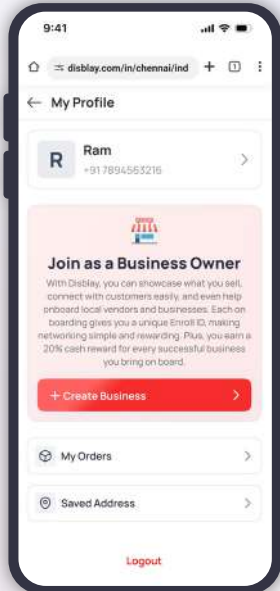 9:41
disblay.com/in/chennai/ind
1
My Profile
R
Ram
+91 7894563216
Join as a Business Owner
With Disblay, you can showcase what you sell,
connect with customers easily, and even help
onboard local vendors and businesses. Each on
boarding gives you a unique Enroll ID, making
networking simple and rewarding. Plus, you earn a
20% cash reward for every successful business
you bring on board.
+ Create Business
My Orders
Saved Address
Logout